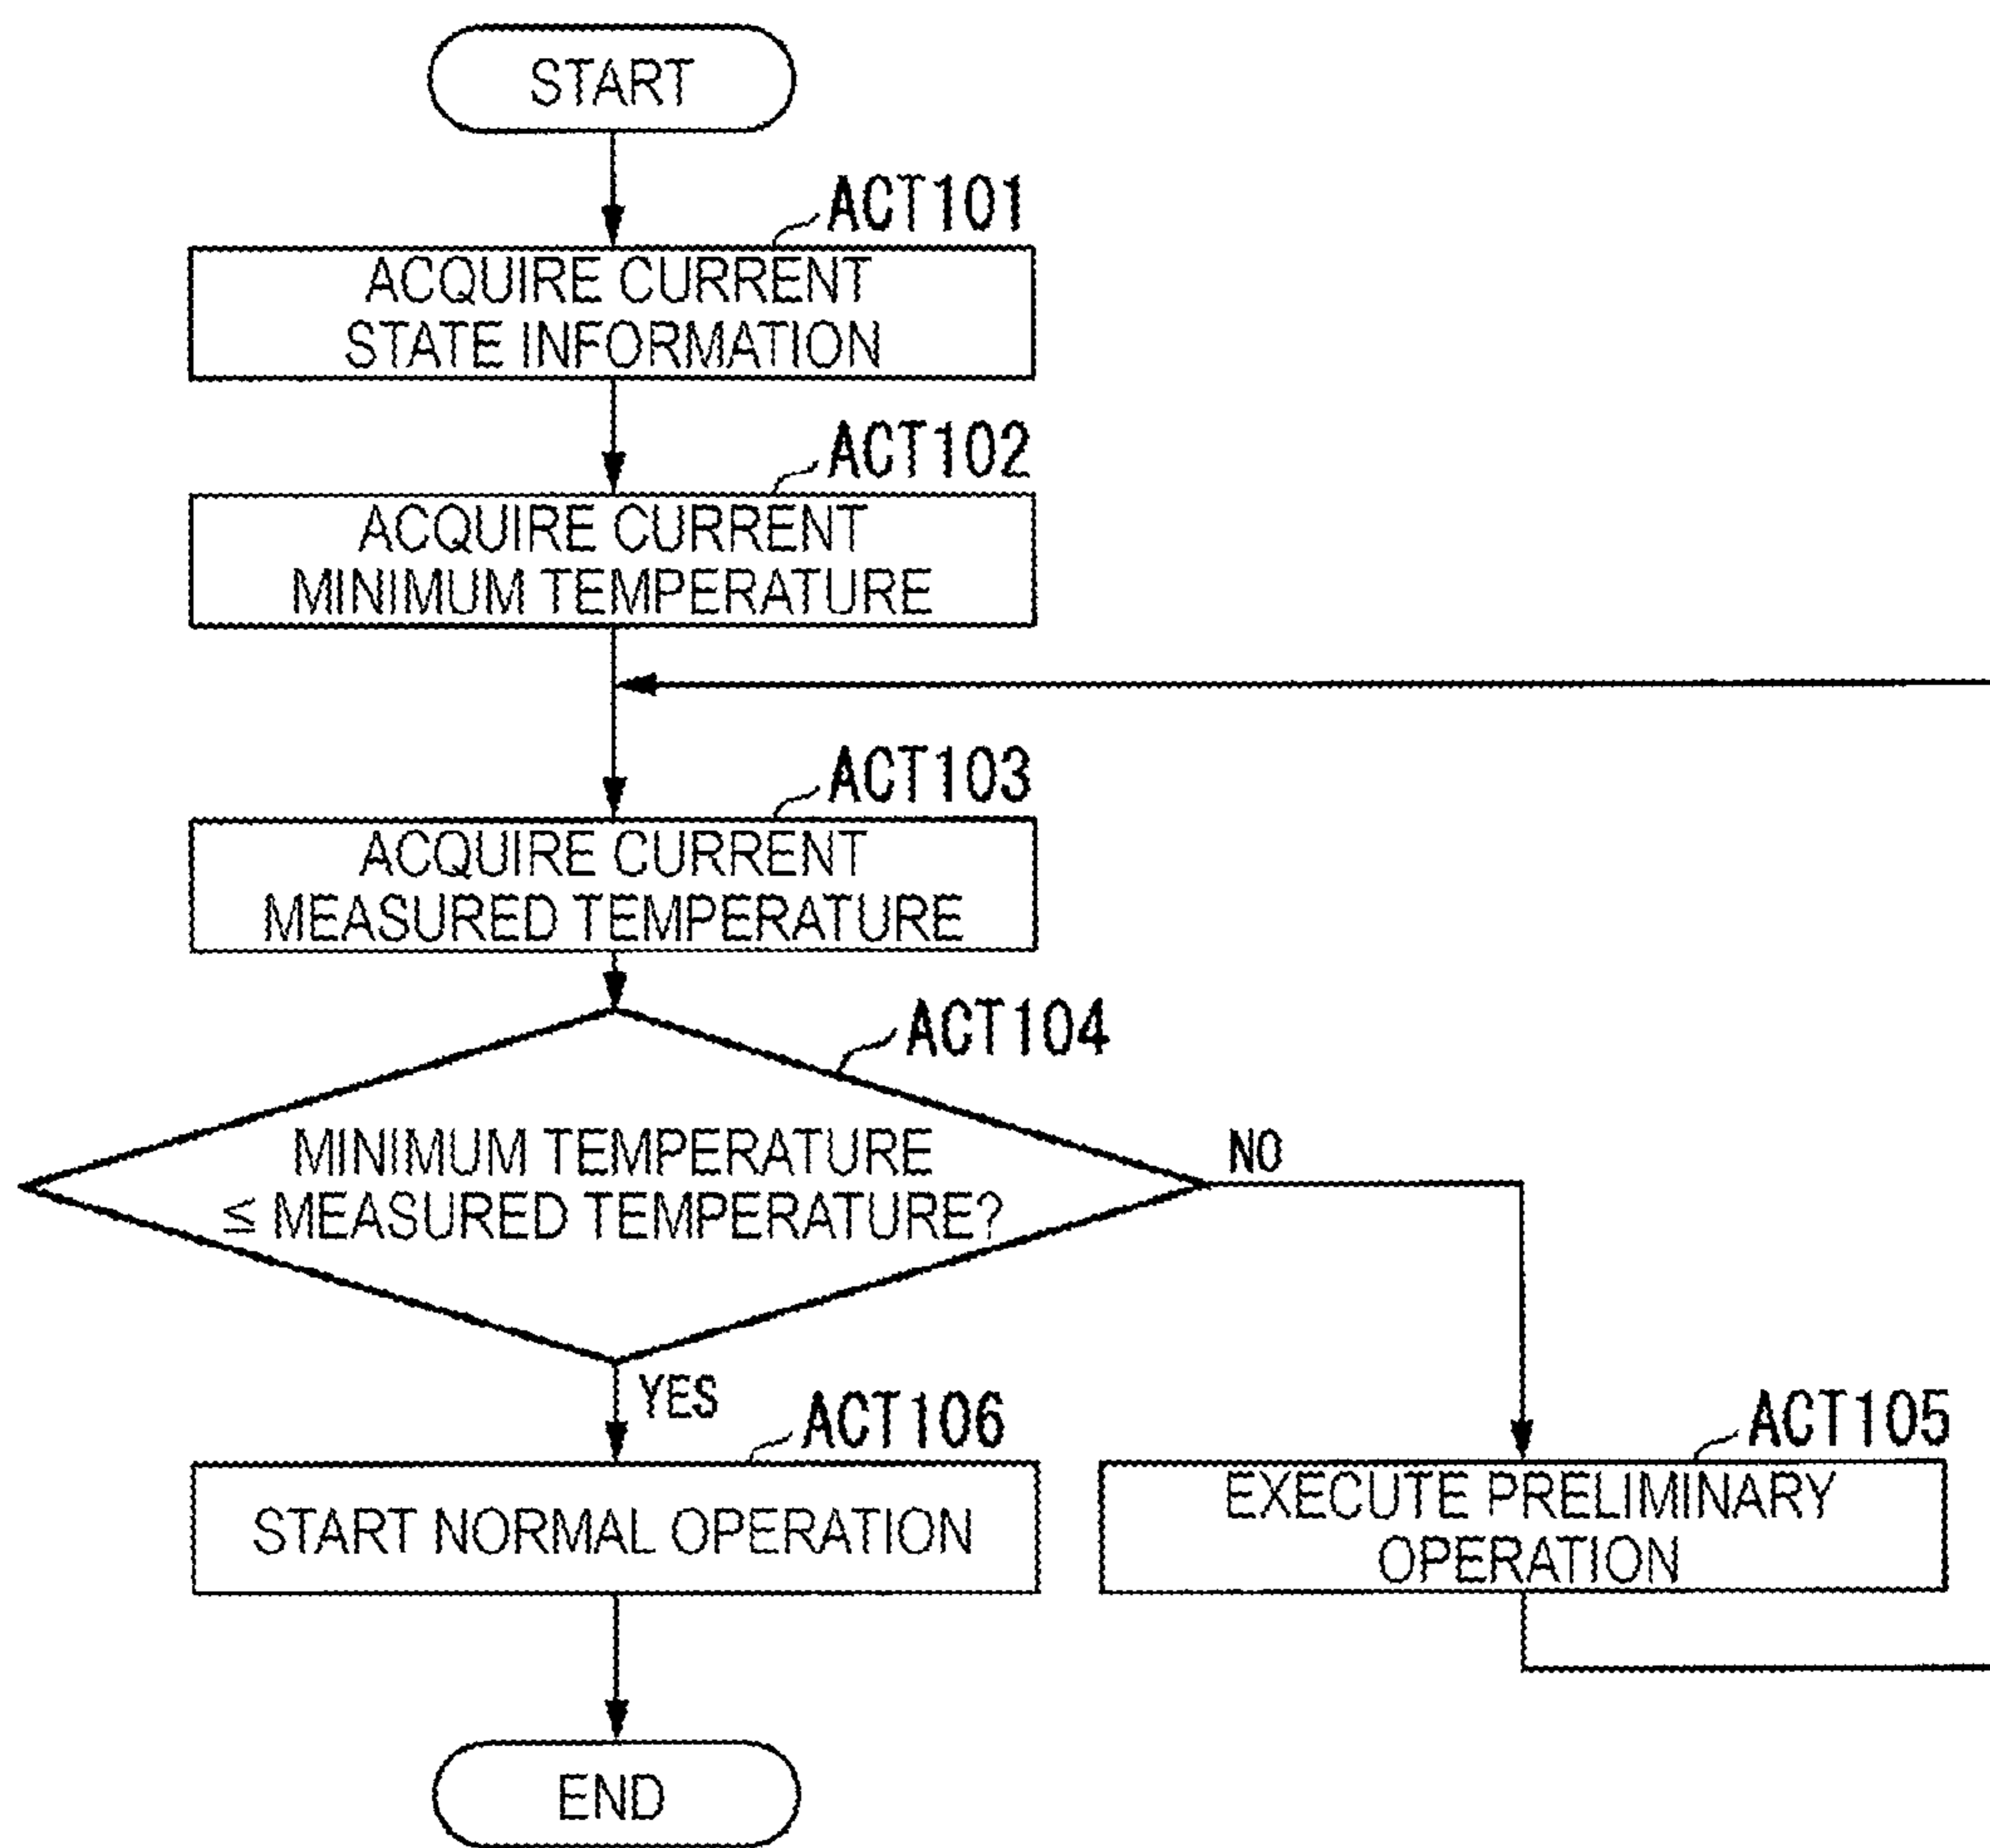 START
ACT101
ACQUIRE CURRENT
STATE INFORMATION
ACT102
ACQUIRE CURRENT
MINIMUM TEMPERATURE
ACT103
ACQUIRE CURRENT
MEASURED TEMPERATURE
ACT104
MINIMUM TEMPERATURE
≤ MEASURED TEMPERATURE?
NO
YES
ACT106
START NORMAL OPERATION
ACT105
EXECUTE PRELIMINARY
OPERATION
END